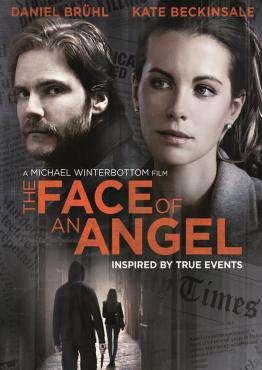 DANIEL BRÜHL KATE BECKINSALE
A MICHAEL WINTERBOTTOM FILM
THE FACE OF
AN ANGEL
INSPIRED BY TRUE EVENTS
Times